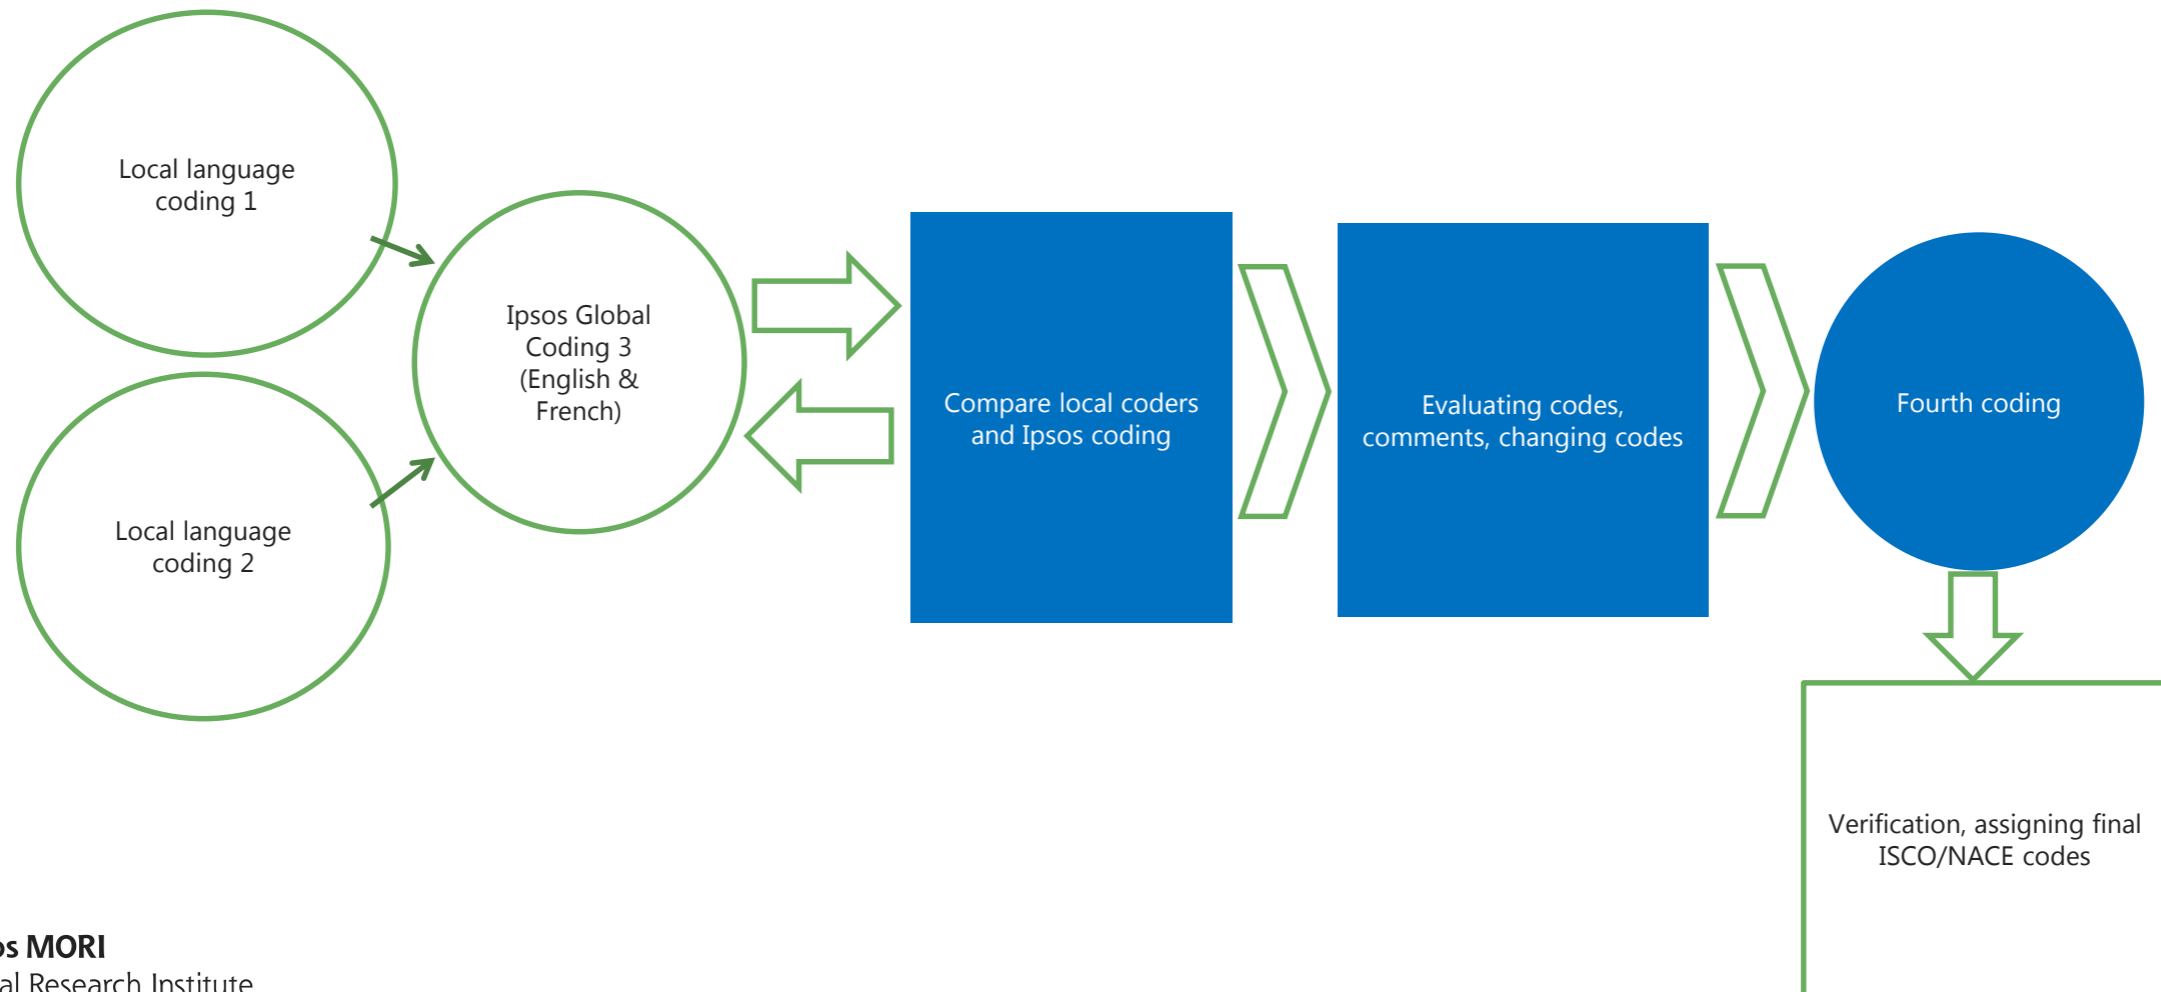 Local language
coding 1
Local language
coding 2
Ipsos Global
Coding 3
(English &
French)
Compare local coders
and Ipsos coding
Evaluating codes,
comments, changing codes
Fourth coding
Verification, assigning final
ISCO/NACE codes
os MORI
al Research Institute